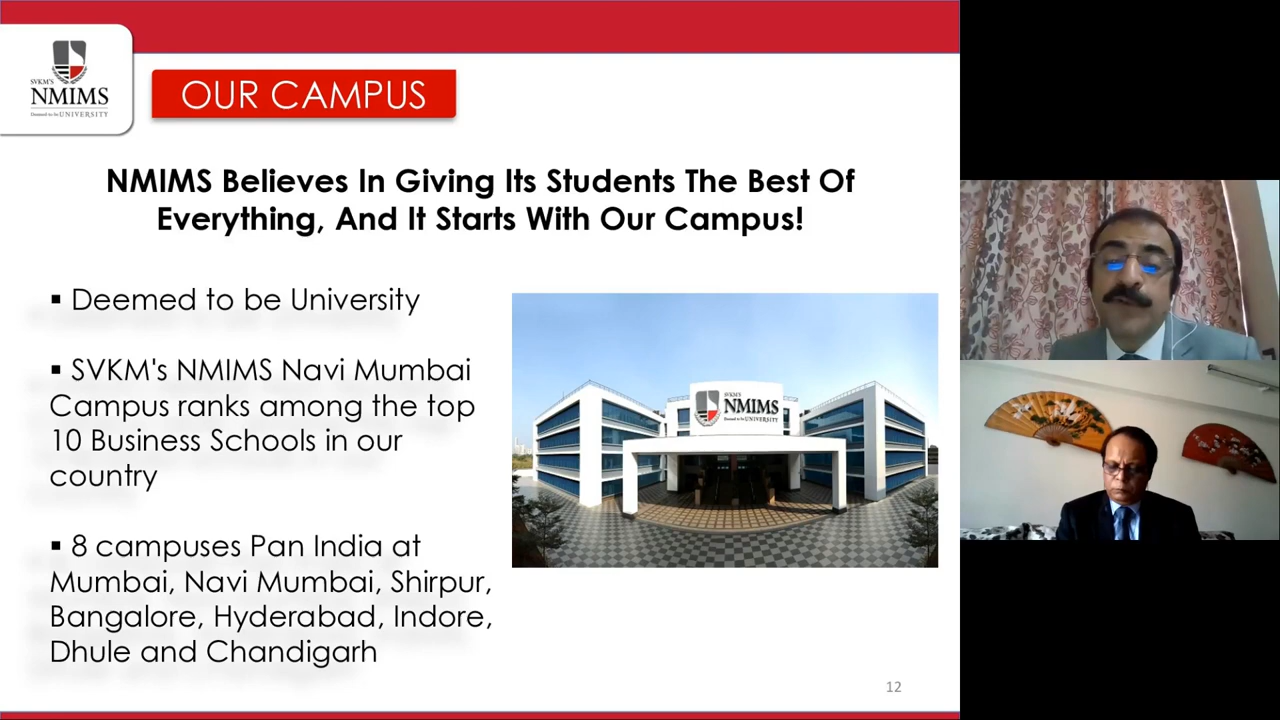 SVKM'S
NMIMS
Deemed to be UNIVERSITY
OUR CAMPUS
NMIMS Believes In Giving Its Students The Best Of
Everything, And It Starts With Our Campus!
▪ Deemed to be University
▪ SVKM's NMIMS Navi Mumbai
Campus ranks among the top
10 Business Schools in our
country
▪ 8 campuses Pan India at
Mumbai, Navi Mumbai, Shirpur,
Bangalore, Hyderabad, Indore,
Dhule and Chandigarh
SVKM'S
NMIMS
Deemed to be UNIVERSITY
12